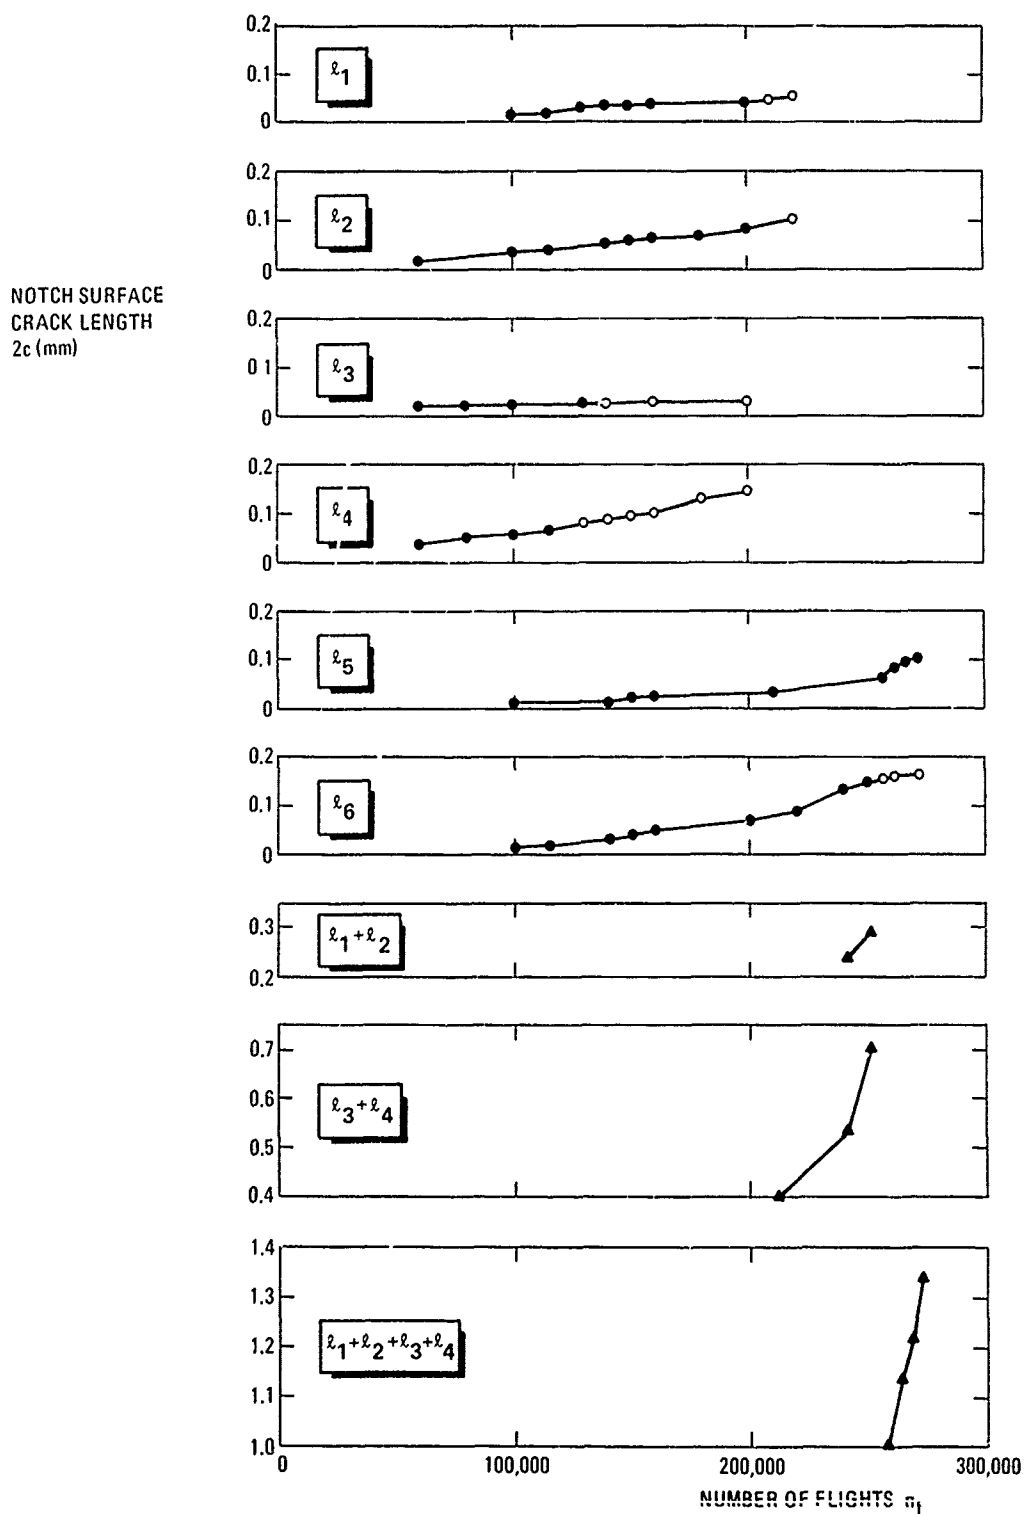 0.2
0.1
0
ℓ1
0.2
0.1
0
ℓ2
NOTCH SURFACE
CRACK LENGTH
2c (mm)
0.2
0.1
0
ℓ3
0.2
0.1
0
ℓ4
0.2
0.1
0
ℓ5
0.2
0.1
0
ℓ6
0.3
0.2
ℓ1+ℓ2
0.7
0.6
0.5
0.4
ℓ3+ℓ4
1.4
1.3
1.2
1.1
1.0
ℓ1+ℓ2+ℓ3+ℓ4
0 100,000 200,000 300,000
NUMBER OF FLIGHTS